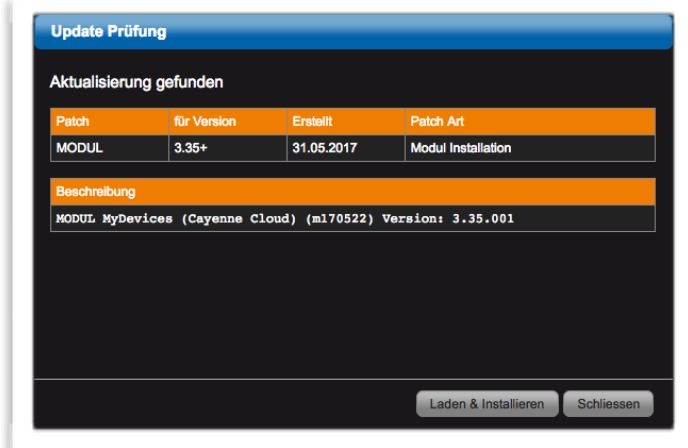 Update Prüfung
Aktualisierung gefunden
Patch für Version Erstellt Patch Art
MODUL 3.35+ 31.05.2017 Modul Installation
Beschreibung
MODUL MyDevices (Cayenne Cloud) (m170522) Version: 3.35.001
Laden & Installieren Schliessen